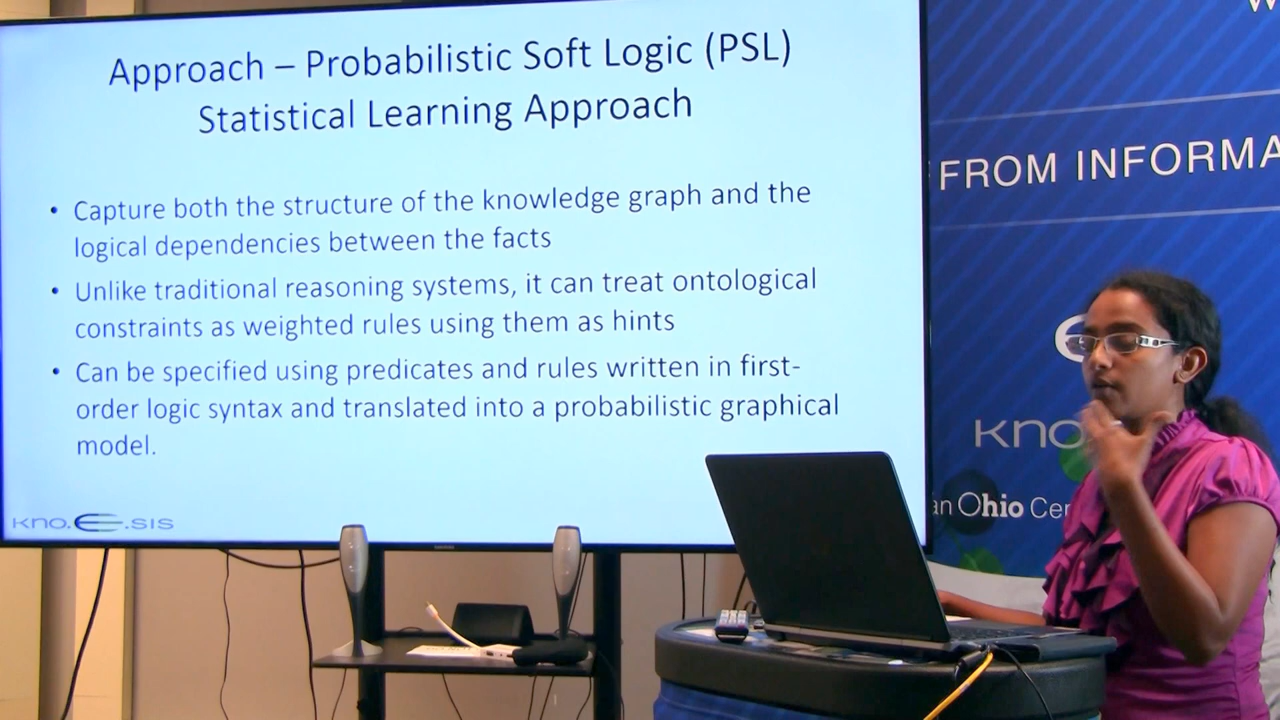 Approach – Probabilistic Soft Logic (PSL)
Statistical Learning Approach
• Capture both the structure of the knowledge graph and the
logical dependencies between the facts
• Unlike traditional reasoning systems, it can treat ontological
constraints as weighted rules using them as hints
• Can be specified using predicates and rules written in first-
order logic syntax and translated into a probabilistic graphical
model.
kno.e.sis
FROM INFORMA
kno
an Ohio Cen